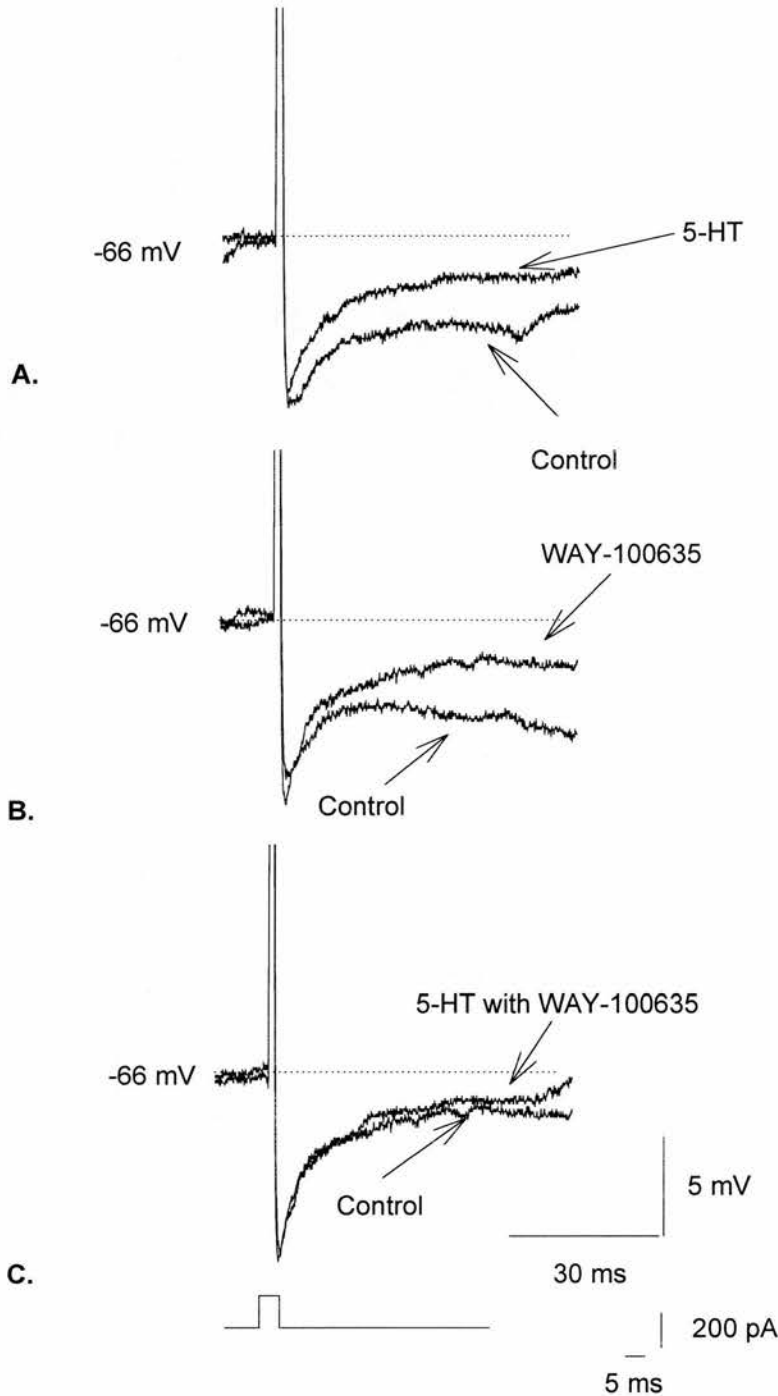 5-HT
-66 mV
A.
Control
WAY-100635
-66 mV
Control
B.
5-HT with WAY-100635
-66 mV
Control
5 mV
30 ms
C.
200 pA
5 ms